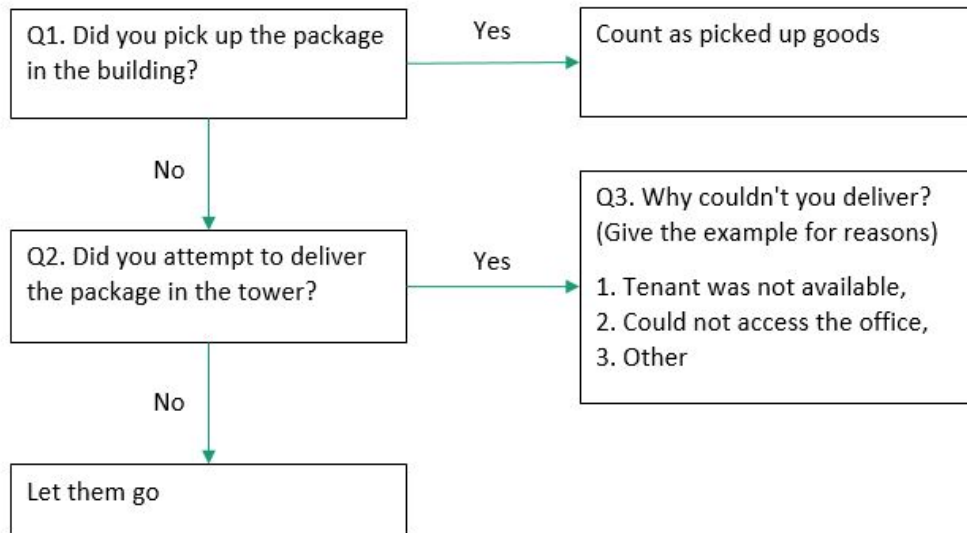 Q1. Did you pick up the package
in the building?
Yes
Count as picked up goods
No
Q2. Did you attempt to deliver
the package in the tower?
Yes
Q3. Why couldn't you deliver?
(Give the example for reasons)
1. Tenant was not available,
2. Could not access the office,
3. Other
No
Let them go